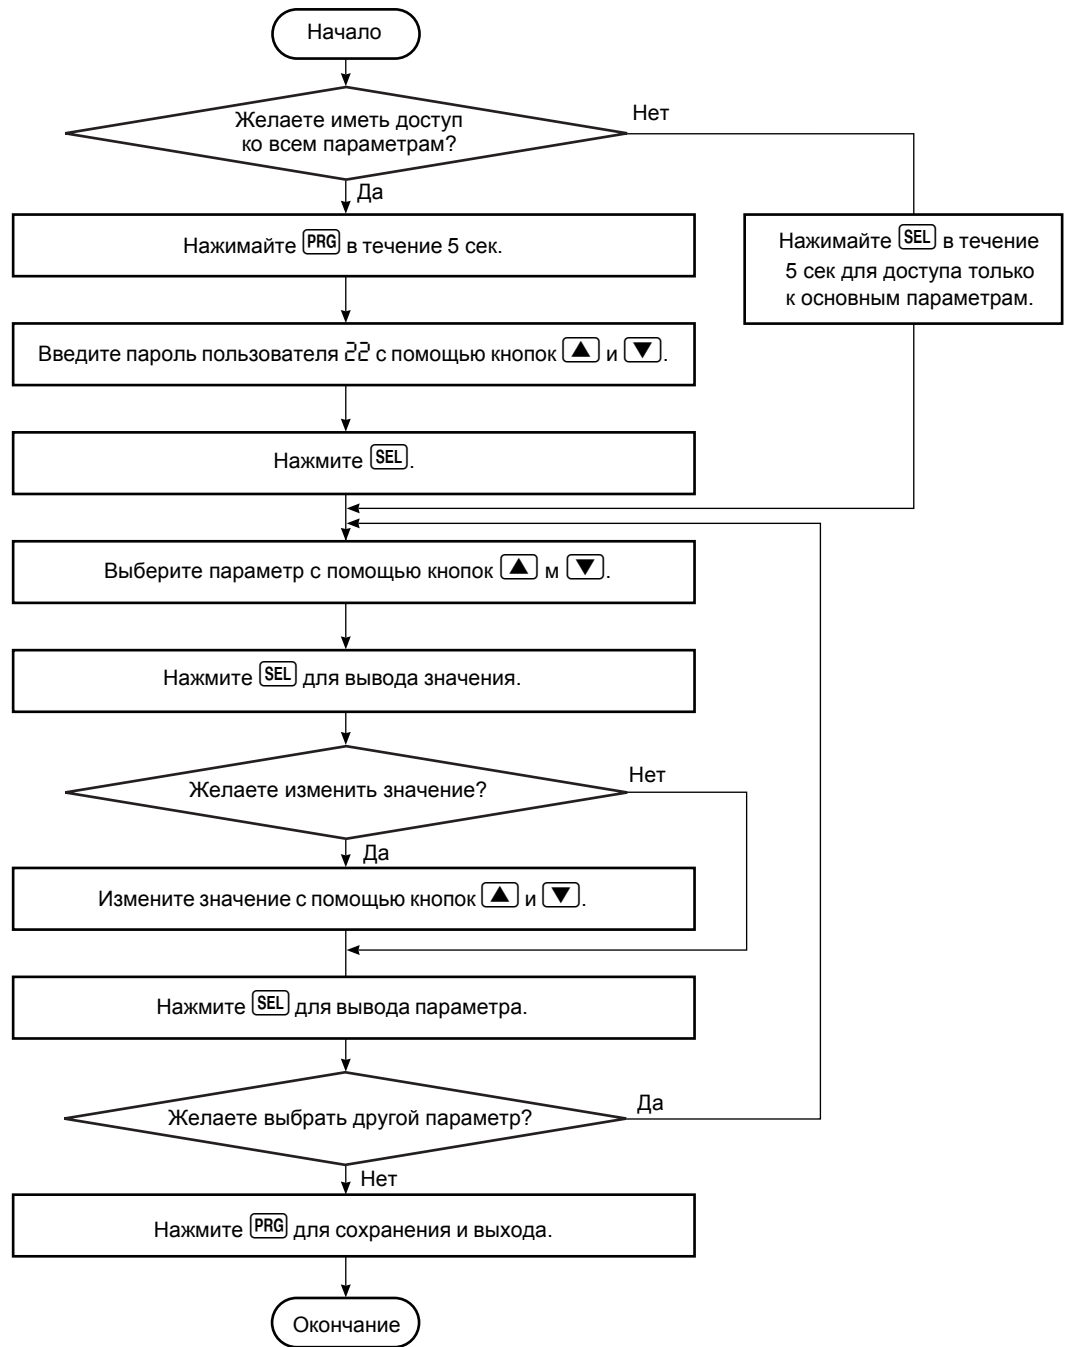 Начало
Желаете иметь доступ
ко всем параметрам?
Нет
Да
Нажимайте PRG в течение 5 сек.
Нажимайте SEL в течение
5 сек для доступа только
к основным параметрам.
Введите пароль пользователя 22 с помощью кнопок ▲ и ▼.
Нажмите SEL.
Выберите параметр с помощью кнопок ▲ м ▼.
Нажмите SEL для вывода значения.
Желаете изменить значение?
Нет
Да
Измените значение с помощью кнопок ▲ и ▼.
Нажмите SEL для вывода параметра.
Желаете выбрать другой параметр?
Да
Нет
Нажмите PRG для сохранения и выхода.
Окончание